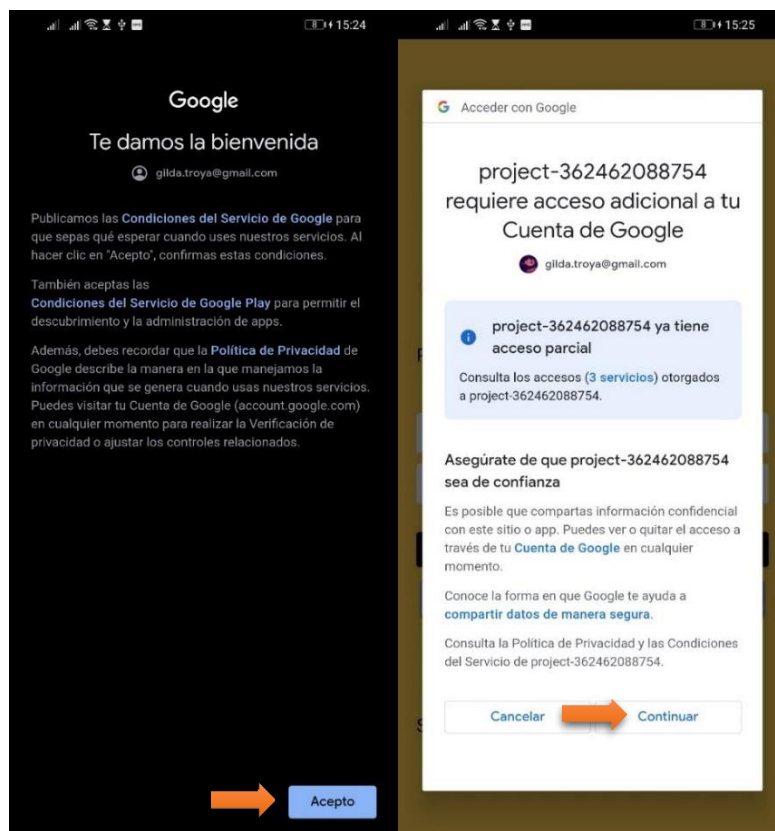 15:24
Google
Te damos la bienvenida
gilda.troya@gmail.com
Publicamos las Condiciones del Servicio de Google para
que sepas qué esperar cuando uses nuestros servicios. Al
hacer clic en "Acepto", confirmas estas condiciones.
También aceptas las
Condiciones del Servicio de Google Play para permitir el
descubrimiento y la administración de apps.
Además, debes recordar que la Política de Privacidad de
Google describe la manera en la que manejamos la
información que se genera cuando usas nuestros servicios.
Puedes visitar tu Cuenta de Google (account.google.com)
en cualquier momento para realizar la Verificación de
privacidad o ajustar los controles relacionados.
Acepto
15:25
G Acceder con Google
project-362462088754
requiere acceso adicional a tu
Cuenta de Google
gilda.troya@gmail.com
project-362462088754 ya tiene
acceso parcial
Consulta los accesos (3 servicios) otorgados
a project-362462088754.
Asegúrate de que project-362462088754
sea de confianza
Es posible que compartas información confidencial
con este sitio o app. Puedes ver o quitar el acceso a
través de tu Cuenta de Google en cualquier
momento.
Conoce la forma en que Google te ayuda a
compartir datos de manera segura.
Consulta la Política de Privacidad y las Condiciones
del Servicio de project-362462088754.
Cancelar
Continuar